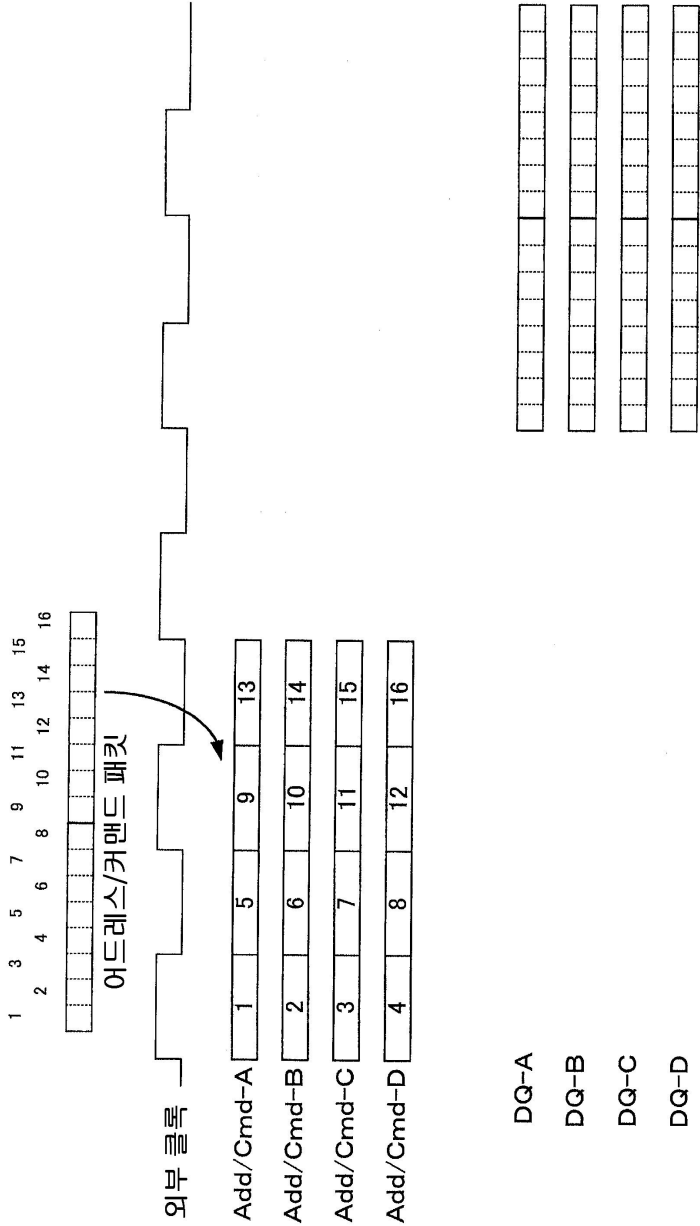 1 3 5 7 9 11 13 15
2 4 6 8 10 12 14 16
어드레스/커맨드 패킷
외부 클록
Add/Cmd-A 1 5 9 13
Add/Cmd-B 2 6 10 14
Add/Cmd-C 3 7 11 15
Add/Cmd-D 4 8 12 16
DQ-A
DQ-B
DQ-C
DQ-D